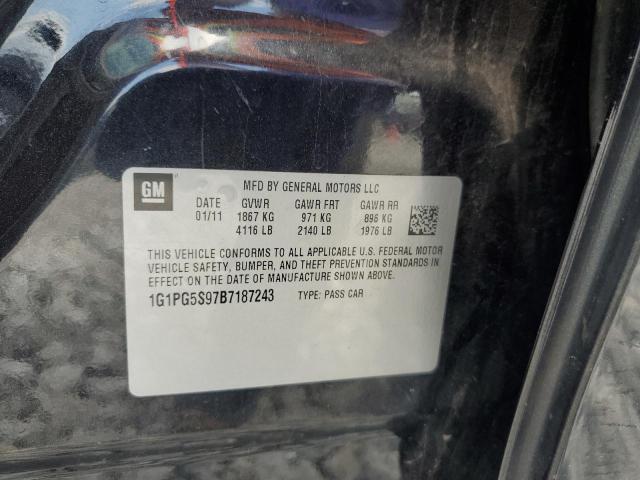 GM
MFD BY GENERAL MOTORS LLC
DATE GVWR GAWR FRT GAWR RR
01/11 1867 KG 971 KG 896 KG
4116 LB 2140 LB 1976 LB
THIS VEHICLE CONFORMS TO ALL APPLICABLE U.S. FEDERAL MOTOR
VEHICLE SAFETY, BUMPER, AND THEFT PREVENTION STANDARDS IN
EFFECT ON THE DATE OF MANUFACTURE SHOWN ABOVE.
1G1PG5S97B7187243 TYPE: PASS CAR